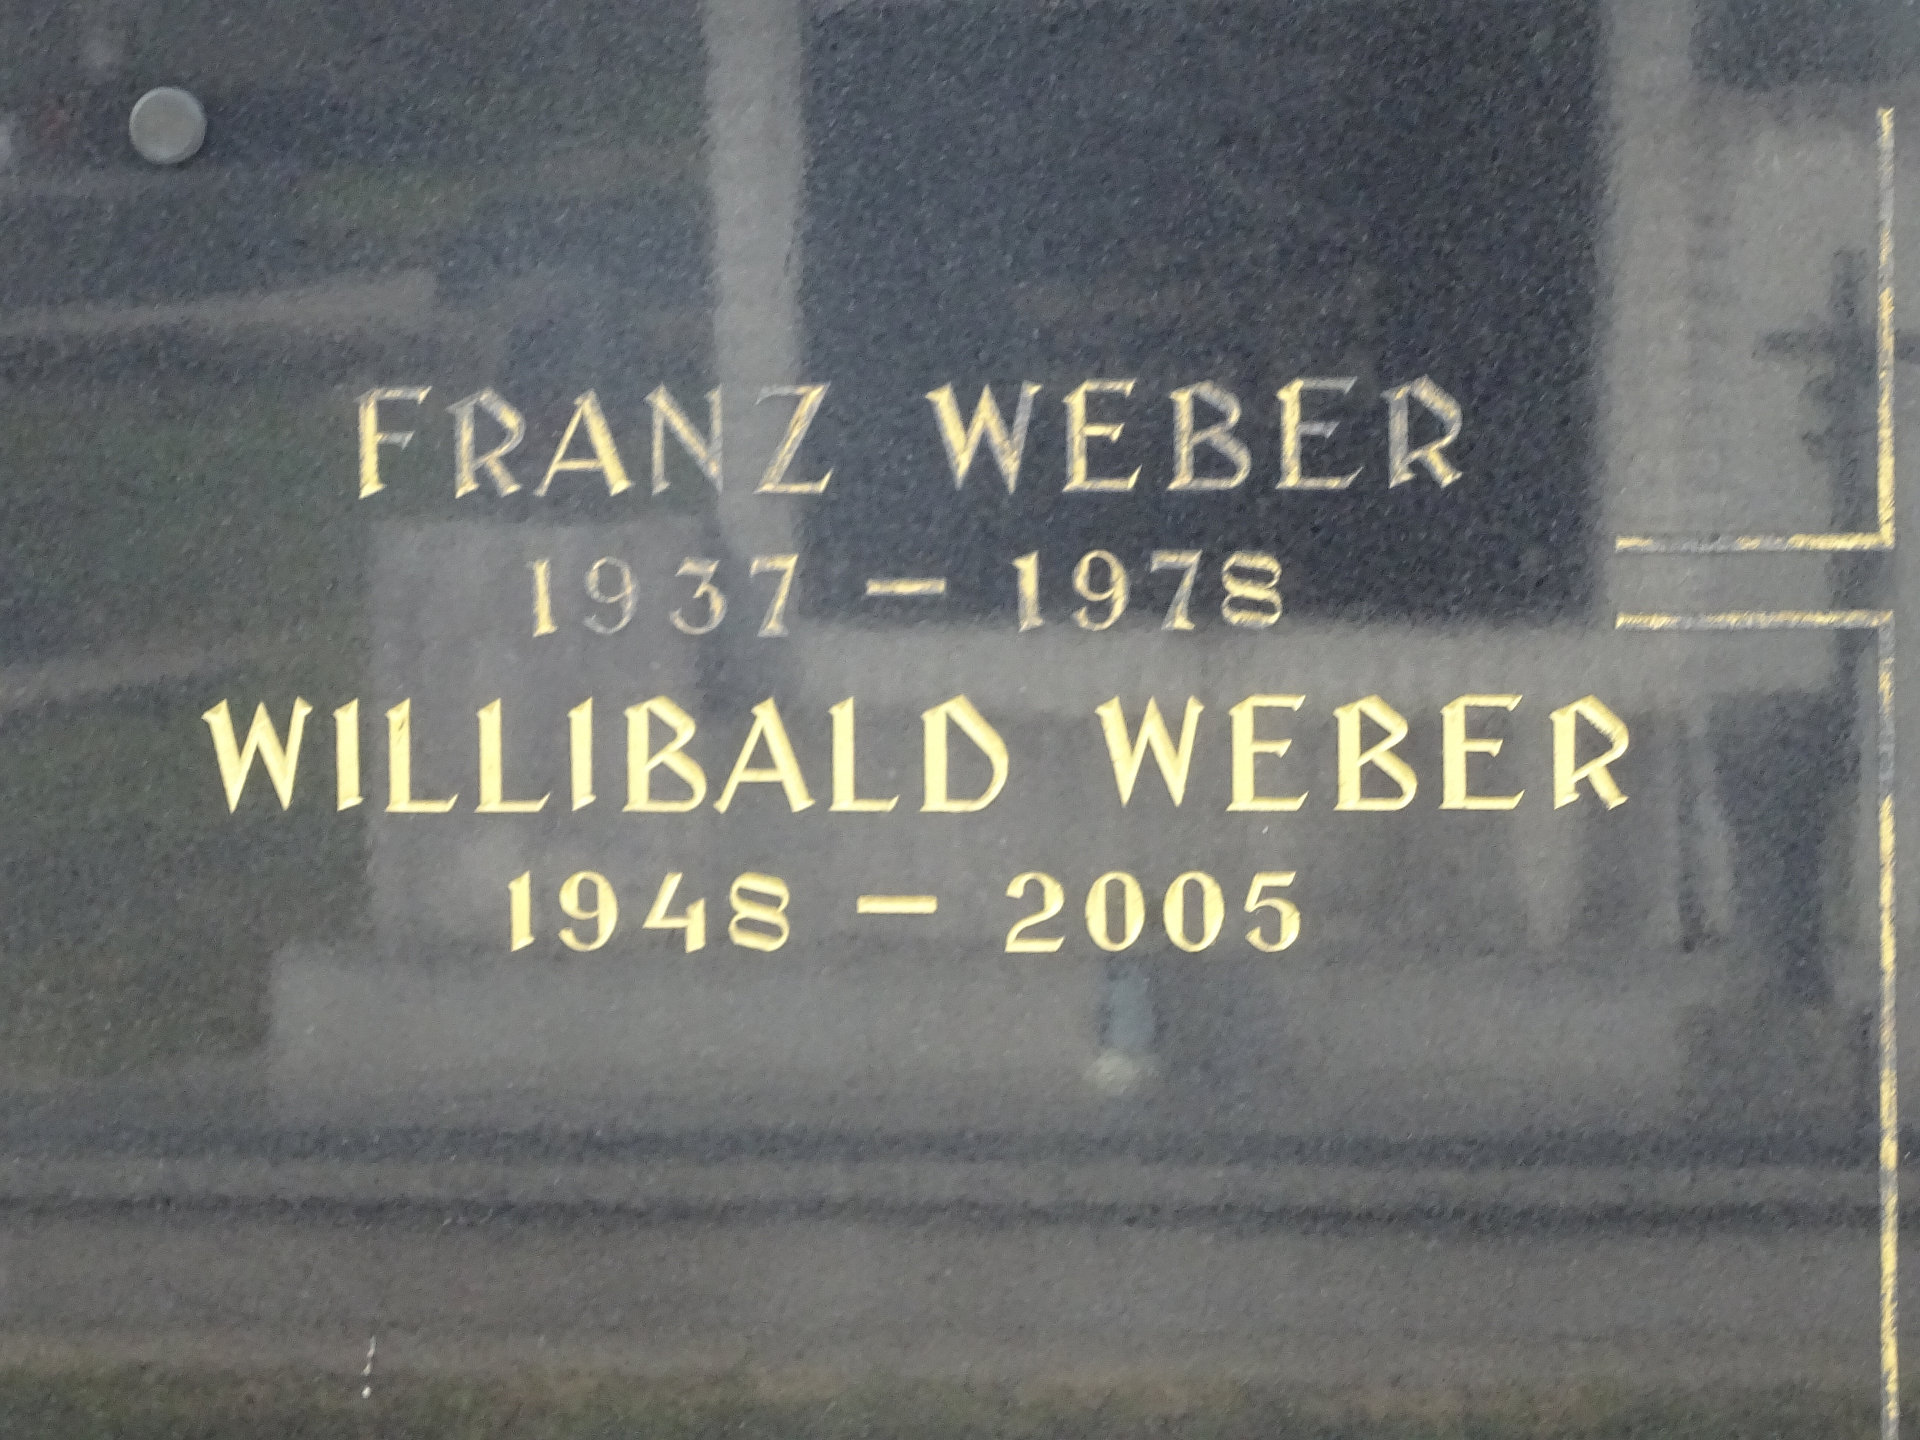 FRANZ WEBER
1937 – 1978
WILLIBALD WEBER
1948 – 2005